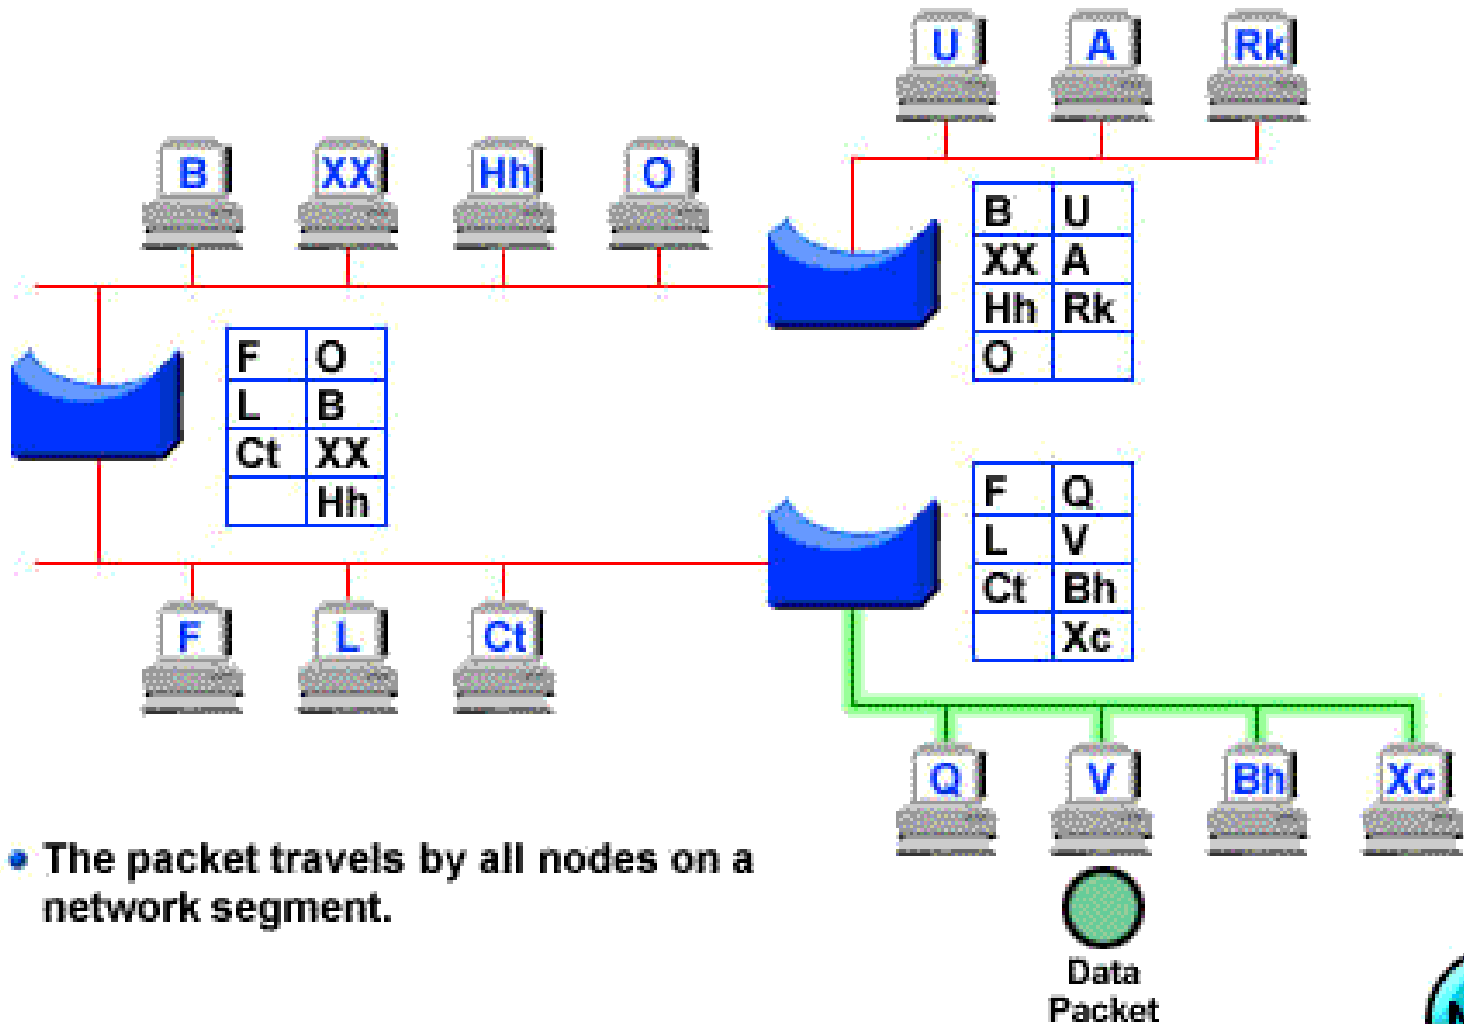 U A Rk
B XX Hh O
B U
XX A
Hh Rk
O
F O
L B
Ct XX
Hh
F Q
L V
Ct Bh
Xc
F L Ct
Q V Bh Xc
The packet travels by all nodes on a
network segment.
Data
Packet